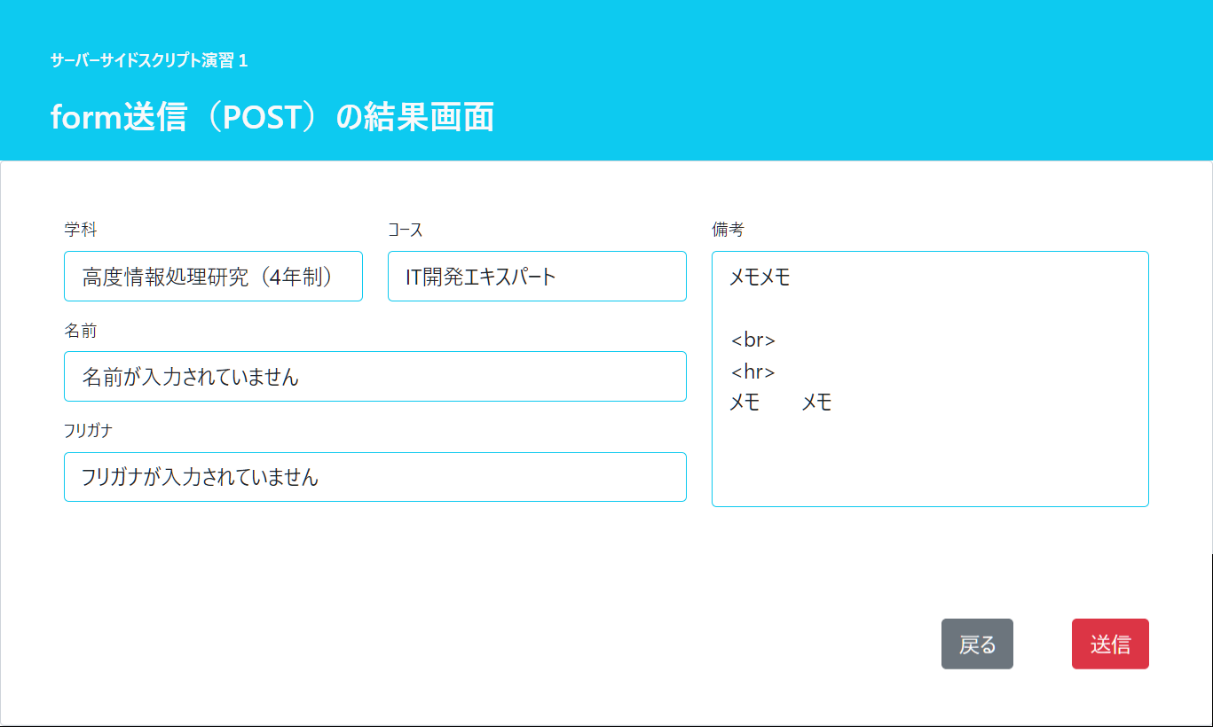 サーバーサイドスクリプト演習 1
form送信（POST）の結果画面
学科
高度情報処理研究（4年制）
コース
IT開発エキスパート
名前
名前が入力されていません
フリガナ
フリガナが入力されていません
備考
メモメモ
<br>
<hr>
メモ　　メモ
戻る
送信